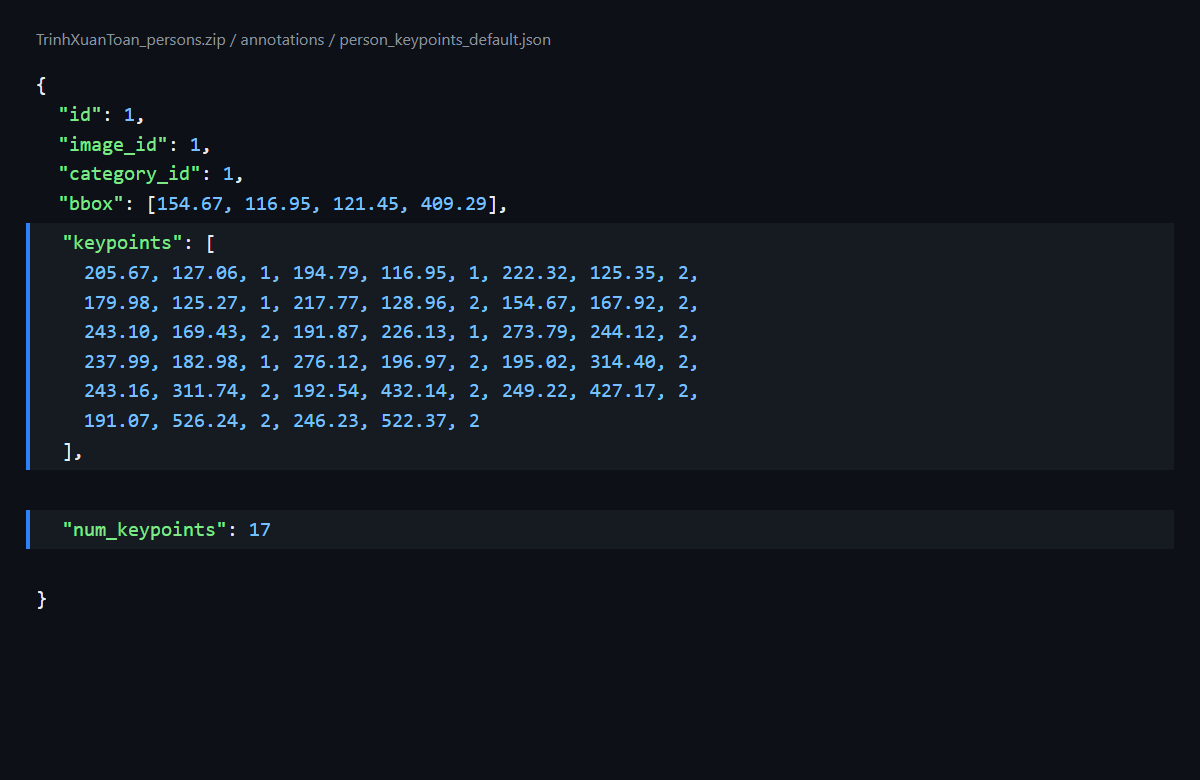 TrinhXuanToan_persons.zip / annotations / person_keypoints_default.json
{
"id": 1,
"image_id": 1,
"category_id": 1,
"bbox": [154.67, 116.95, 121.45, 409.29],
"keypoints": [
205.67, 127.06, 1, 194.79, 116.95, 1, 222.32, 125.35, 2,
179.98, 125.27, 1, 217.77, 128.96, 2, 154.67, 167.92, 2,
243.10, 169.43, 2, 191.87, 226.13, 1, 273.79, 244.12, 2,
237.99, 182.98, 1, 276.12, 196.97, 2, 195.02, 314.40, 2,
243.16, 311.74, 2, 192.54, 432.14, 2, 249.22, 427.17, 2,
191.07, 526.24, 2, 246.23, 522.37, 2
],
"num_keypoints": 17
}